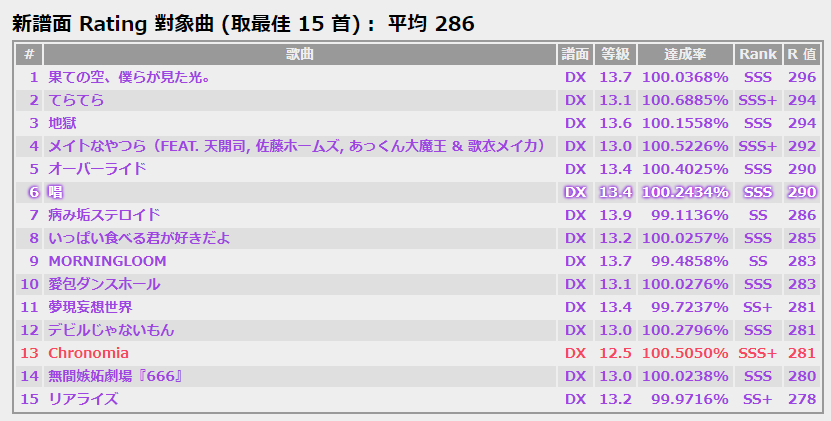 新譜面 Rating 對象曲 (取最佳 15 首)： 平均 286
# 歌曲 譜面 等級 達成率 Rank R 值
1 果ての空、僕らが見た光。 DX 13.7 100.0368% SSS 296
2 てらてら DX 13.1 100.6885% SSS+ 294
3 地獄 DX 13.6 100.1558% SSS 294
4 メイトなやつら（FEAT. 天開司, 佐藤ホームズ, あっくん大魔王 & 歌衣メイカ） DX 13.0 100.5226% SSS+ 292
5 オーバーライド DX 13.4 100.4025% SSS 290
6 唱 DX 13.4 100.2434% SSS 290
7 病み垢ステロイド DX 13.9 99.1136% SS 286
8 いっぱい食べる君が好きだよ DX 13.2 100.0257% SSS 285
9 MORNINGLOOM DX 13.7 99.4858% SS 283
10 愛包ダンスホール DX 13.1 100.0276% SSS 283
11 夢現妄想世界 DX 13.4 99.7237% SS+ 281
12 デビルじゃないもん DX 13.0 100.2796% SSS 281
13 Chronomia DX 12.5 100.5050% SSS+ 281
14 無間嫉妬劇場『666』 DX 13.0 100.0238% SSS 280
15 リアライズ DX 13.2 99.9716% SS+ 278